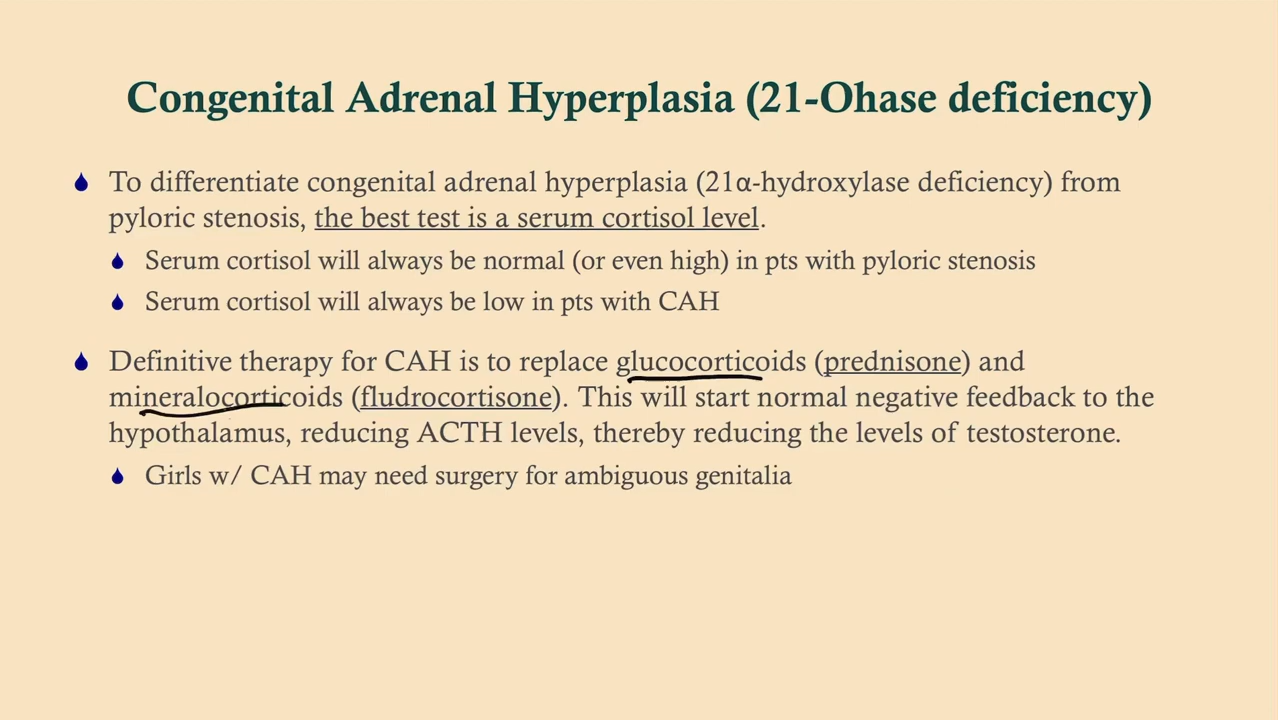 Congenital Adrenal Hyperplasia (21-Ohase deficiency)
To differentiate congenital adrenal hyperplasia (21α-hydroxylase deficiency) from
pyloric stenosis, the best test is a serum cortisol level.
Serum cortisol will always be normal (or even high) in pts with pyloric stenosis
Serum cortisol will always be low in pts with CAH
Definitive therapy for CAH is to replace glucocorticoids (prednisone) and
mineralocorticoids (fludrocortisone). This will start normal negative feedback to the
hypothalamus, reducing ACTH levels, thereby reducing the levels of testosterone.
Girls w/ CAH may need surgery for ambiguous genitalia